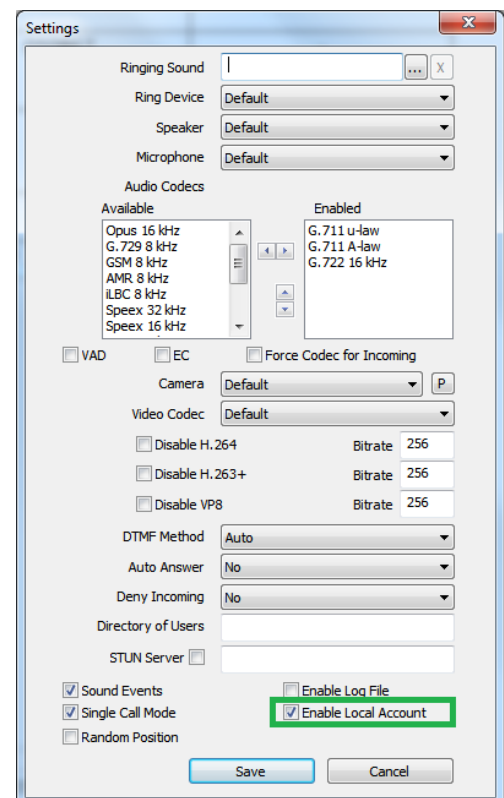 Settings
Ringing Sound ... X
Ring Device Default
Speaker Default
Microphone Default
Audio Codecs
Available Enabled
Opus 16 kHz G.711 u-law
G.729 8 kHz G.711 A-law
GSM 8 kHz G.722 16 kHz
AMR 8 kHz
iLBC 8 kHz
Speex 32 kHz
Speex 16 kHz
VAD EC Force Codec for Incoming
Camera Default P
Video Codec Default
Disable H.264 Bitrate 256
Disable H.263+ Bitrate 256
Disable VP8 Bitrate 256
DTMF Method Auto
Auto Answer No
Deny Incoming No
Directory of Users
STUN Server
Sound Events Enable Log File
Single Call Mode Enable Local Account
Random Position
Save Cancel